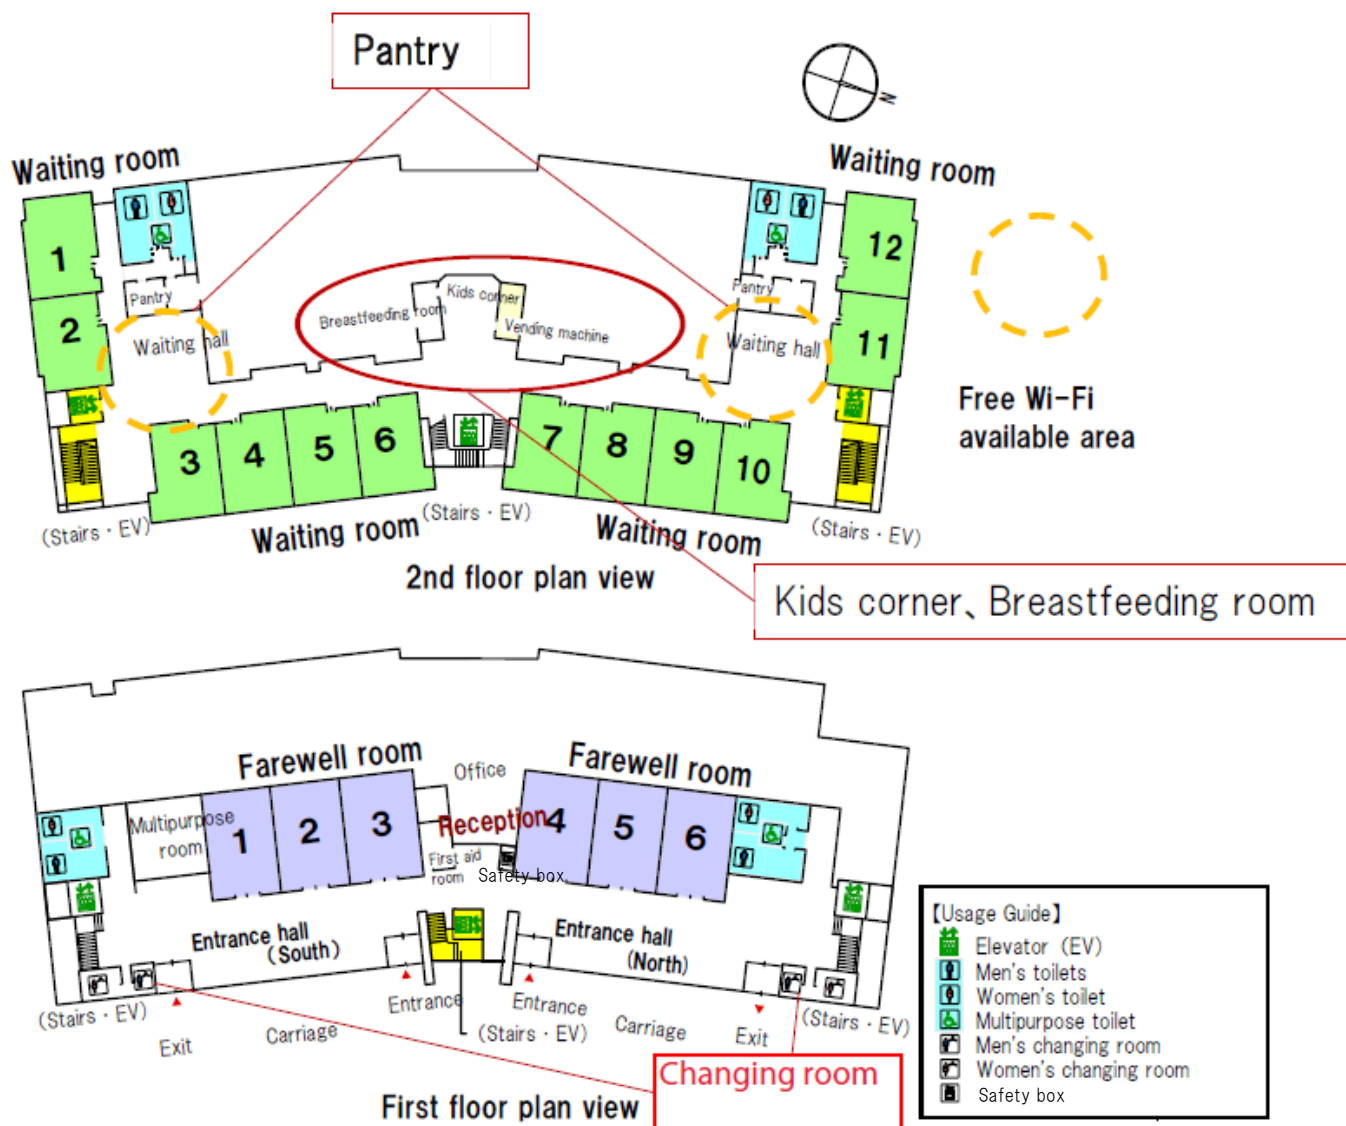 Pantry
N
Waiting room
Waiting room
1
2
12
11
Pantry
Waiting hall
Breastfeeding room
Kids corner
Vending machine
Pantry
Waiting hall
Free Wi-Fi
available area
3
4
5
6
7
8
9
10
(Stairs・EV)
Waiting room
(Stairs・EV)
Waiting room
(Stairs・EV)
2nd floor plan view
Kids corner、Breastfeeding room
Farewell room
Office
Farewell room
Multipurpose
room
1
2
3
Reception
4
5
6
First aid
room
Safety box
Entrance hall
(South)
Entrance hall
(North)
(Stairs・EV)
Exit
Carriage
Entrance
Entrance
(Stairs・EV)
Carriage
Exit
(Stairs・EV)
Changing room
First floor plan view
【Usage Guide】
Elevator (EV)
Men's toilets
Women's toilet
Multipurpose toilet
Men's changing room
Women's changing room
Safety box